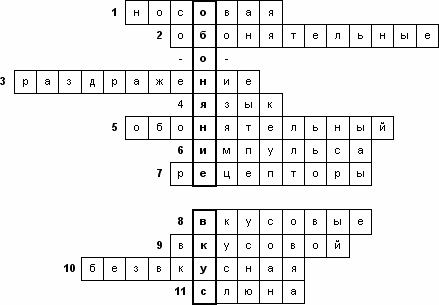 1 носовая
2 обонятельные
- о -
3 раздражение
4 язык
5 обонятельный
6 импульса
7 рецепторы
8 вкусовые
9 вкусовой
10 безвкусная
11 слюна